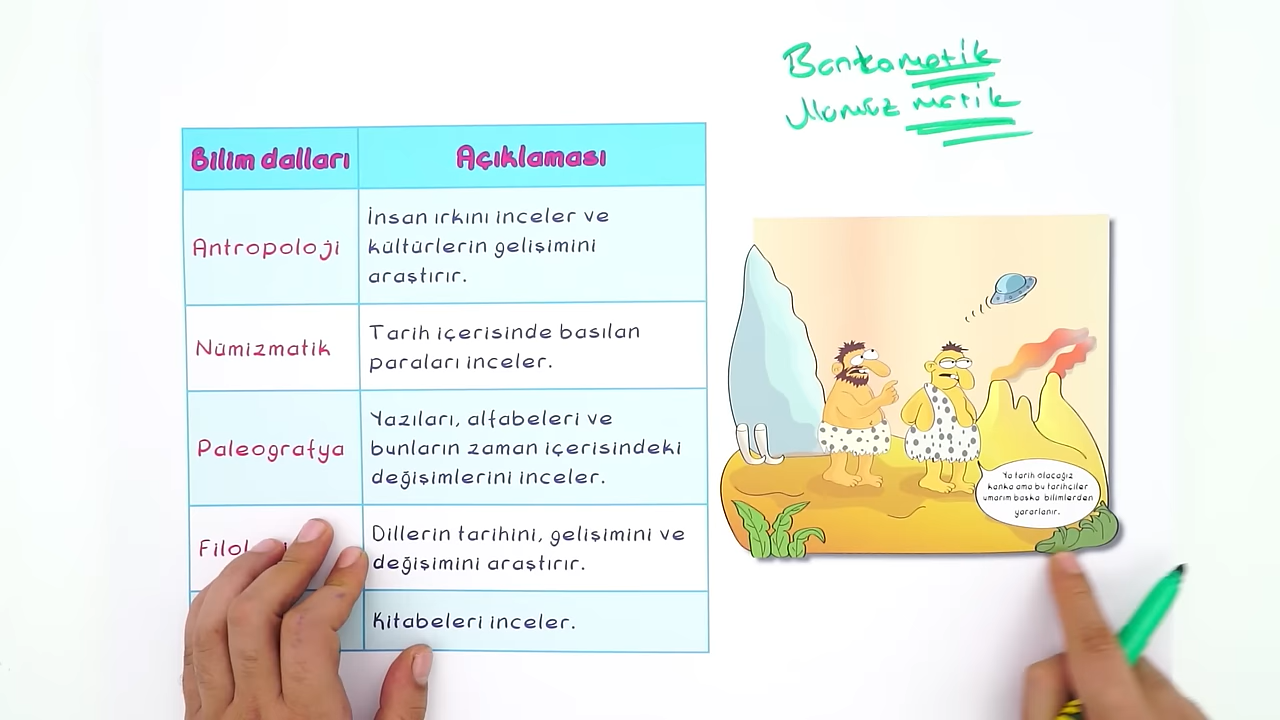 Bankamatik
Bilim dalları
Açıklaması
Antropoloji
İnsan ırkını inceler ve
kültürlerin gelişimini
araştırır.
Nümizmatik
Tarih içerisinde basılan
paraları inceler.
Paleografya
Yazıları, alfabeleri ve
bunların zaman içerisindeki
değişimlerini inceler.
Dillerin tarihini, gelişimini ve
değişimini araştırır.
Kitabeleri inceler.
Ya tarih olacağız
kanka ama bu tarihçiler
umarım başka bilimlerden
yararlanır.